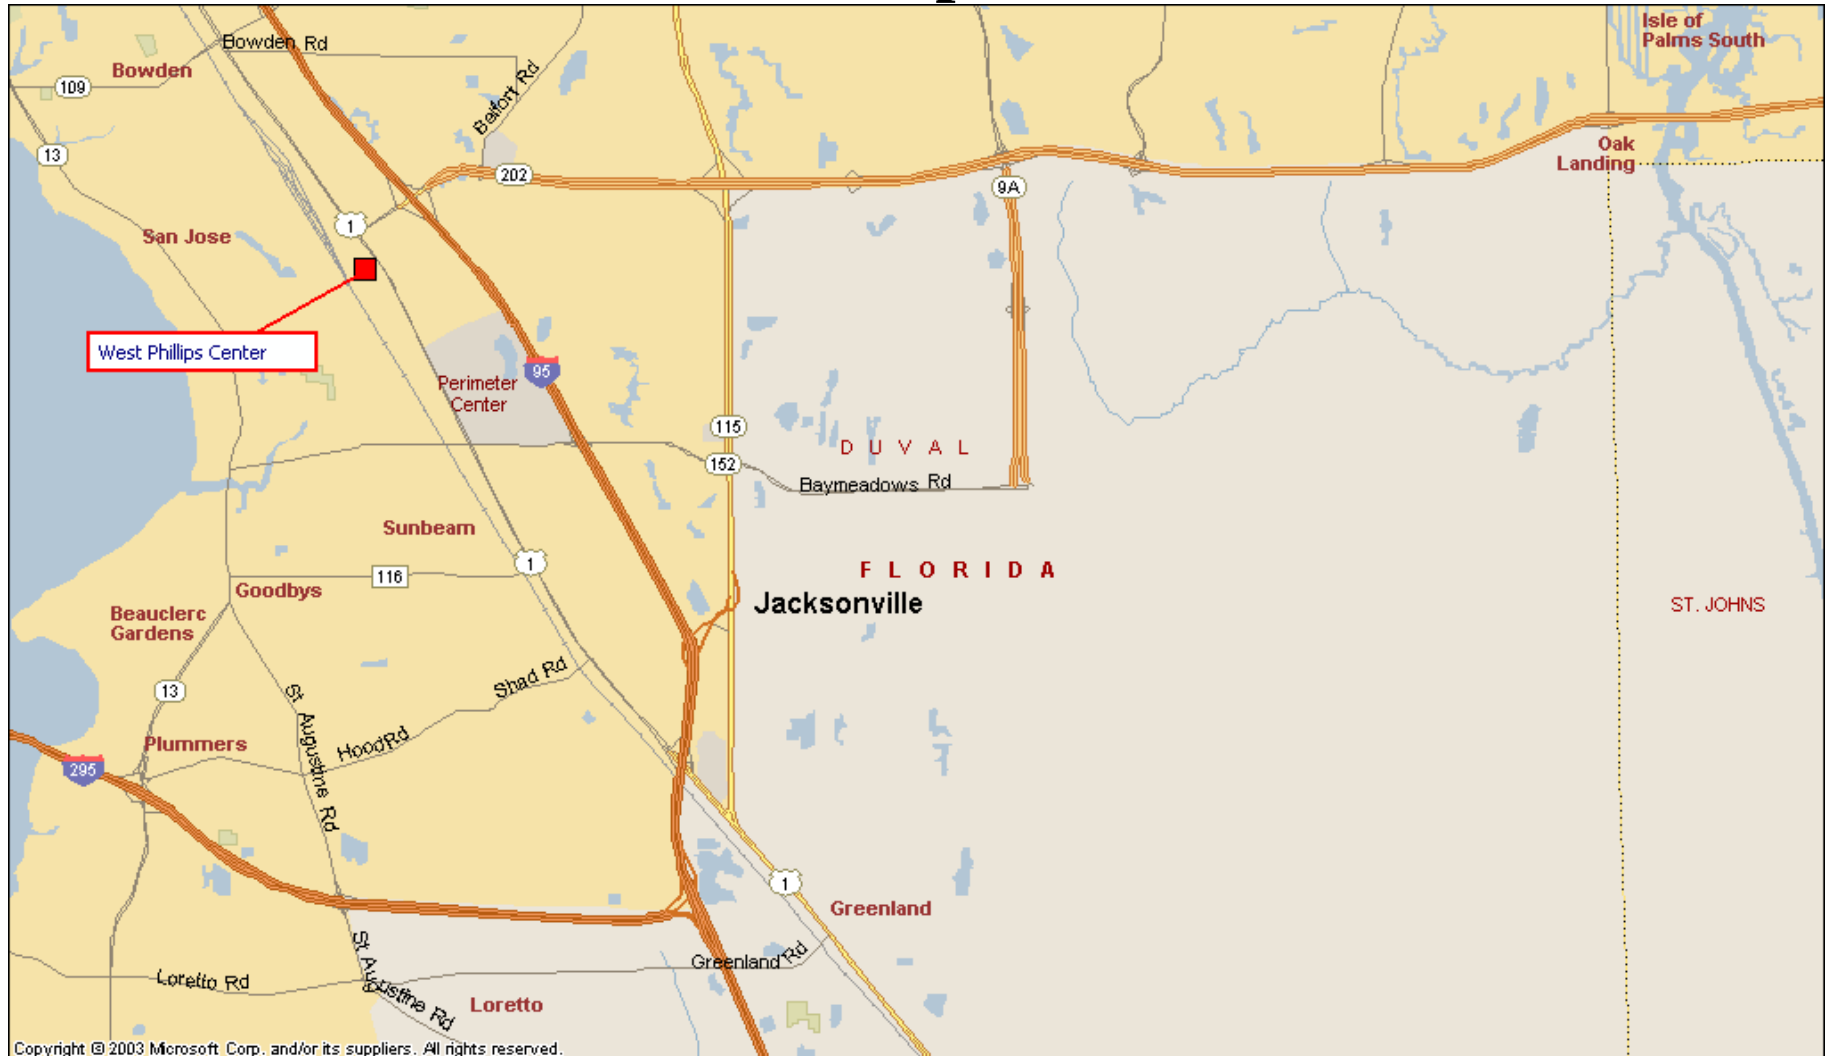 Isle of
Palms South
Bowden Rd
Bowden
109
Belfort Rd
13
Oak
Landing
202
9A
1
San Jose
West Phillips Center
95
Perimeter
Center
115
DUVAL
152
Baymeadows Rd
Sunbeam
1
FLORIDA
116
Goodbys
Jacksonville
ST. JOHNS
Beauclerc
Gardens
Shad Rd
13
St Augustine Rd
Hood Rd
Plummers
295
1
Greenland
St Augustine Rd
Greenland Rd
Loretto Rd
Loretto
Copyright © 2003 Microsoft Corp. and/or its suppliers. All rights reserved.